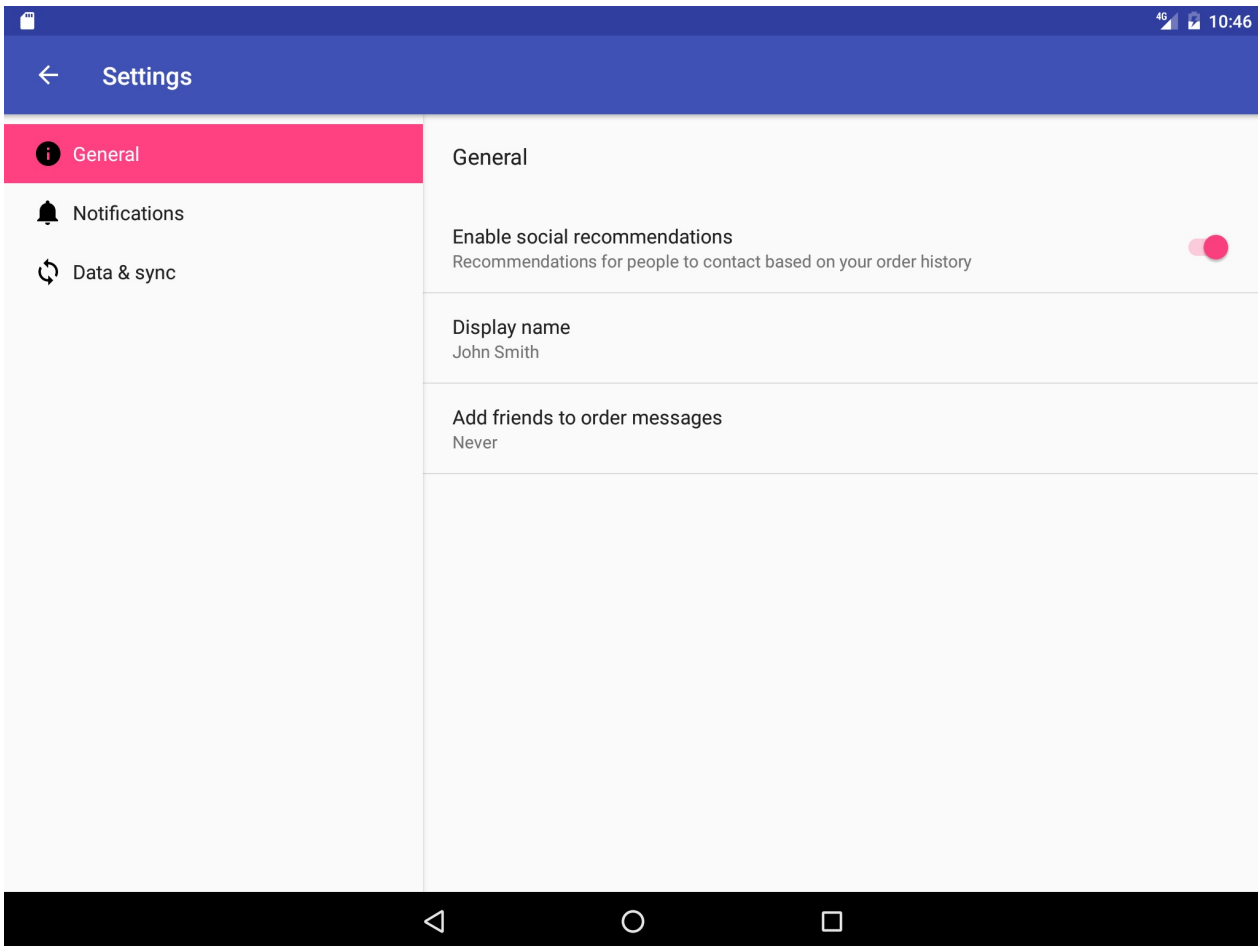 4G 10:46
Settings
General
Notifications
Data & sync
General
Enable social recommendations
Recommendations for people to contact based on your order history
Display name
John Smith
Add friends to order messages
Never